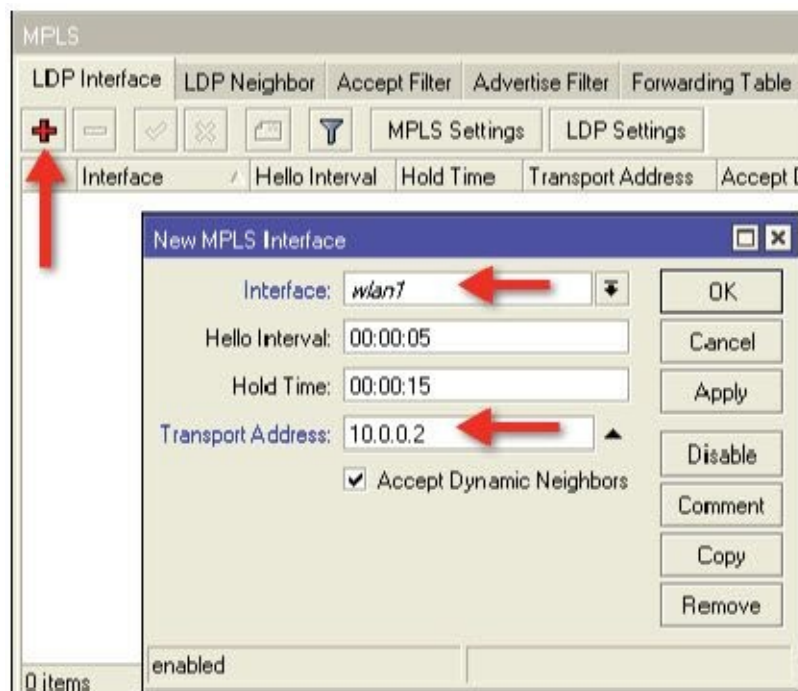 MPLS
LDP Interface LDP Neighbor Accept Filter Advertise Filter Forwarding Table
MPLS Settings LDP Settings
Interface Hello Interval Hold Time Transport Address Accept
New MPLS Interface
Interface: wlan1
OK
Hello Interval: 00:00:05
Cancel
Hold Time: 00:00:15
Apply
Transport Address: 10.0.0.2
Disable
Accept Dynamic Neighbors
Comment
Copy
Remove
enabled
0 items